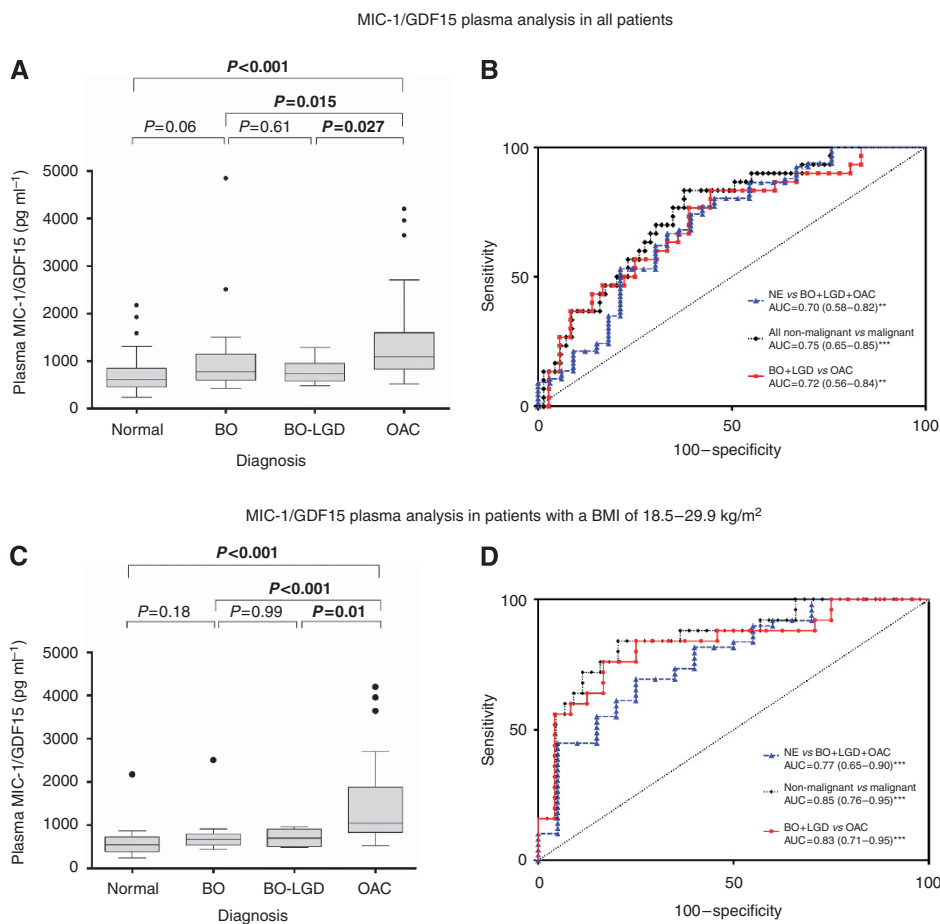 MIC-1/GDF15 plasma analysis in all patients
A
P<0.001
P=0.015
P=0.06
P=0.61
P=0.027
5000
4000
3000
2000
1000
0
Plasma MIC-1/GDF15 (pg ml⁻¹)
Normal
BO
BO-LGD
OAC
Diagnosis
B
100
50
0
Sensitivity
NE vs BO+LGD+OAC
AUC=0.70 (0.58–0.82)**
All non-malignant vs malignant
AUC=0.75 (0.65–0.85)***
BO+LGD vs OAC
AUC=0.72 (0.56–0.84)**
0
50
100
100–specificity
MIC-1/GDF15 plasma analysis in patients with a BMI of 18.5–29.9 kg/m²
C
P<0.001
P<0.001
P=0.18
P=0.99
P=0.01
5000
4000
3000
2000
1000
0
Plasma MIC-1/GDF15 (pg ml⁻¹)
Normal
BO
BO-LGD
OAC
Diagnosis
D
100
50
0
Sensitivity
NE vs BO+LGD+OAC
AUC=0.77 (0.65–0.90)***
Non-malignant vs malignant
AUC=0.85 (0.76–0.95)***
BO+LGD vs OAC
AUC=0.83 (0.71–0.95)***
0
50
100
100–specificity